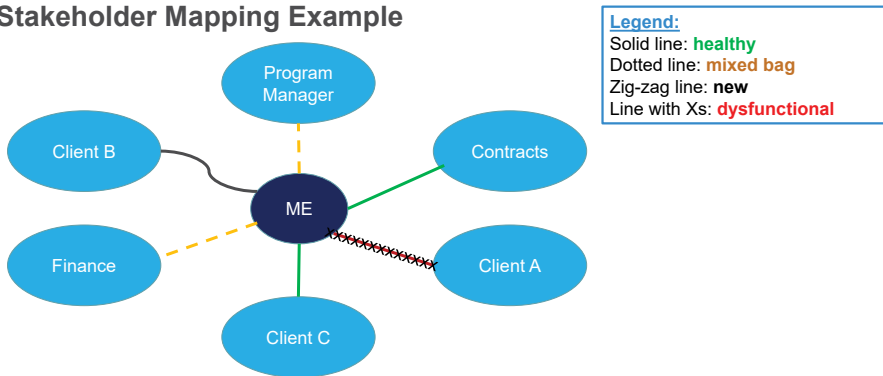 Stakeholder Mapping Example
Legend:
Solid line: healthy
Dotted line: mixed bag
Zig-zag line: new
Line with Xs: dysfunctional
Program
Manager
Client B
Contracts
ME
XXXXXXXXXXXXX
Finance
Client A
Client C